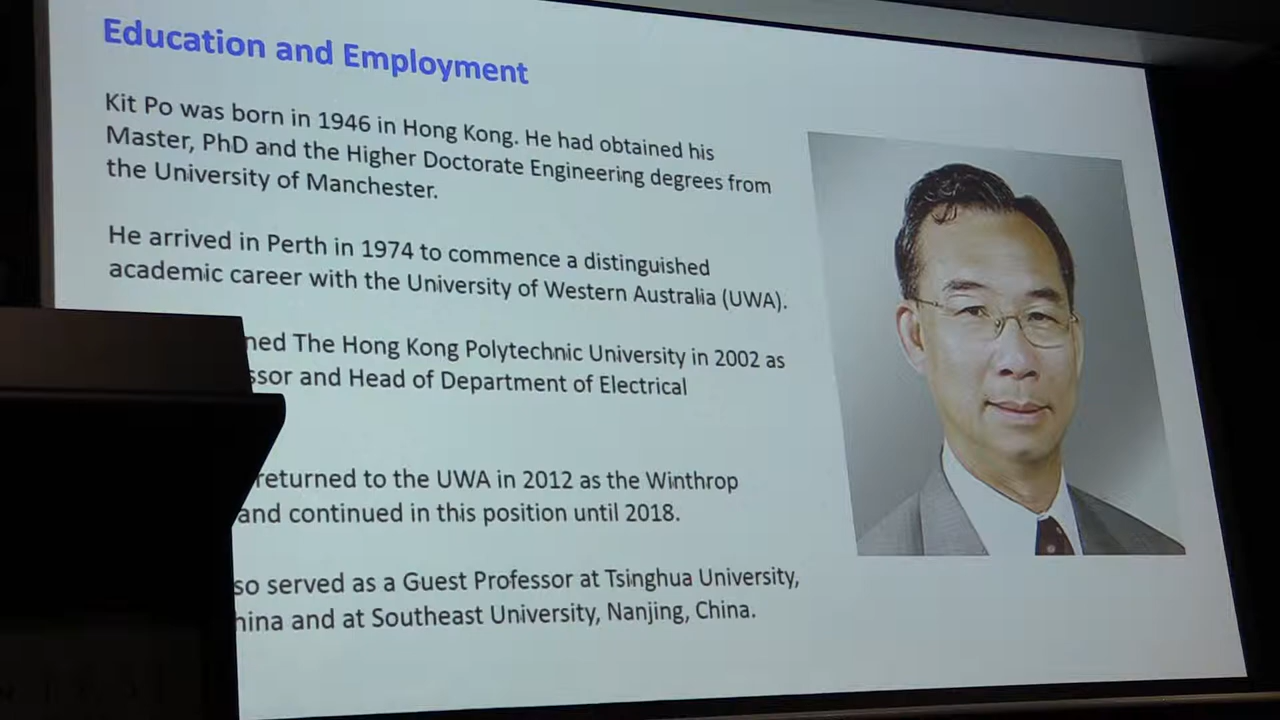 Education and Employment
Kit Po was born in 1946 in Hong Kong. He had obtained his
Master, PhD and the Higher Doctorate Engineering degrees from
the University of Manchester.
He arrived in Perth in 1974 to commence a distinguished
academic career with the University of Western Australia (UWA).
ned The Hong Kong Polytechnic University in 2002 as
ssor and Head of Department of Electrical
returned to the UWA in 2012 as the Winthrop
and continued in this position until 2018.
so served as a Guest Professor at Tsinghua University,
hina and at Southeast University, Nanjing, China.